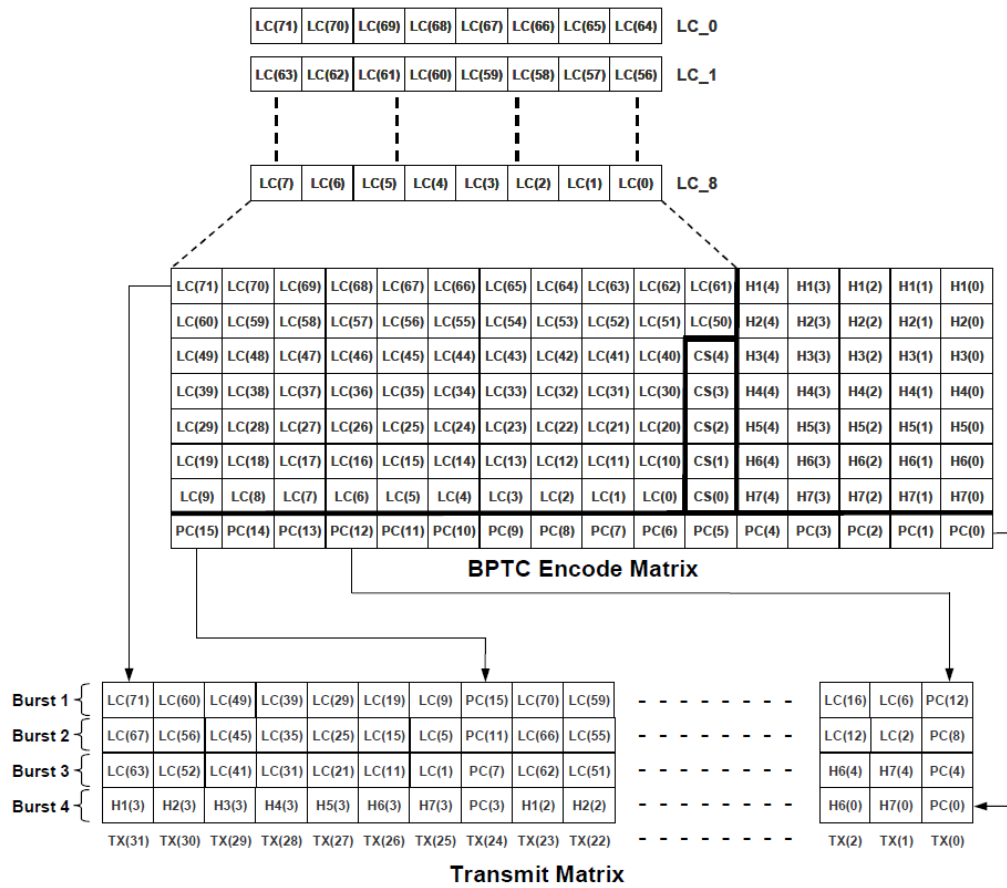 LC(71) LC(70) LC(69) LC(68) LC(67) LC(66) LC(65) LC(64) LC_0
LC(63) LC(62) LC(61) LC(60) LC(59) LC(58) LC(57) LC(56) LC_1
LC(7) LC(6) LC(5) LC(4) LC(3) LC(2) LC(1) LC(0) LC_8
LC(71) LC(70) LC(69) LC(68) LC(67) LC(66) LC(65) LC(64) LC(63) LC(62) LC(61) H1(4) H1(3) H1(2) H1(1) H1(0)
LC(60) LC(59) LC(58) LC(57) LC(56) LC(55) LC(54) LC(53) LC(52) LC(51) LC(50) H2(4) H2(3) H2(2) H2(1) H2(0)
LC(49) LC(48) LC(47) LC(46) LC(45) LC(44) LC(43) LC(42) LC(41) LC(40) CS(4) H3(4) H3(3) H3(2) H3(1) H3(0)
LC(39) LC(38) LC(37) LC(36) LC(35) LC(34) LC(33) LC(32) LC(31) LC(30) CS(3) H4(4) H4(3) H4(2) H4(1) H4(0)
LC(29) LC(28) LC(27) LC(26) LC(25) LC(24) LC(23) LC(22) LC(21) LC(20) CS(2) H5(4) H5(3) H5(2) H5(1) H5(0)
LC(19) LC(18) LC(17) LC(16) LC(15) LC(14) LC(13) LC(12) LC(11) LC(10) CS(1) H6(4) H6(3) H6(2) H6(1) H6(0)
LC(9) LC(8) LC(7) LC(6) LC(5) LC(4) LC(3) LC(2) LC(1) LC(0) CS(0) H7(4) H7(3) H7(2) H7(1) H7(0)
PC(15) PC(14) PC(13) PC(12) PC(11) PC(10) PC(9) PC(8) PC(7) PC(6) PC(5) PC(4) PC(3) PC(2) PC(1) PC(0)
BPTC Encode Matrix
Burst 1 LC(71) LC(60) LC(49) LC(39) LC(29) LC(19) LC(9) PC(15) LC(70) LC(59) LC(16) LC(6) PC(12)
Burst 2 LC(67) LC(56) LC(45) LC(35) LC(25) LC(15) LC(5) PC(11) LC(66) LC(55) LC(12) LC(2) PC(8)
Burst 3 LC(63) LC(52) LC(41) LC(31) LC(21) LC(11) LC(1) PC(7) LC(62) LC(51) H6(4) H7(4) PC(4)
Burst 4 H1(3) H2(3) H3(3) H4(3) H5(3) H6(3) H7(3) PC(3) H1(2) H2(2) H6(0) H7(0) PC(0)
TX(31) TX(30) TX(29) TX(28) TX(27) TX(26) TX(25) TX(24) TX(23) TX(22) TX(2) TX(1) TX(0)
Transmit Matrix